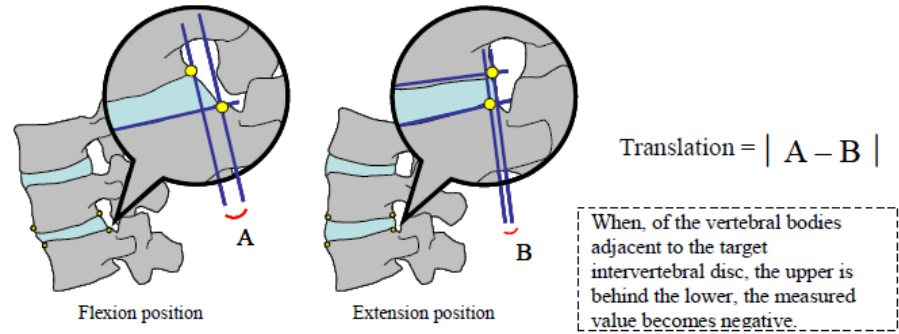 A
B
Flexion position
Extension position
Translation = | A – B |
When, of the vertebral bodies
adjacent to the target
intervertebral disc, the upper is
behind the lower, the measured
value becomes negative.